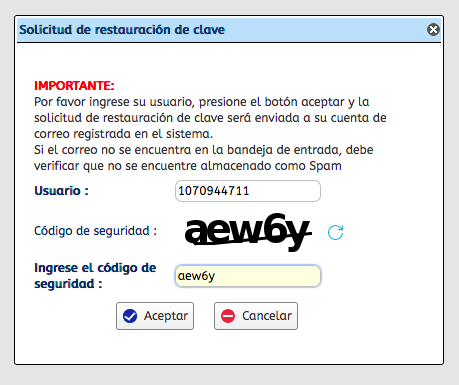 Solicitud de restauración de clave
IMPORTANTE:
Por favor ingrese su usuario, presione el botón aceptar y la
solicitud de restauración de clave será enviada a su cuenta de
correo registrada en el sistema.
Si el correo no se encuentra en la bandeja de entrada, debe
verificar que no se encuentre almacenado como Spam
Usuario : 1070944711
Código de seguridad : aew6y
Ingrese el código de
seguridad : aew6y
Aceptar Cancelar